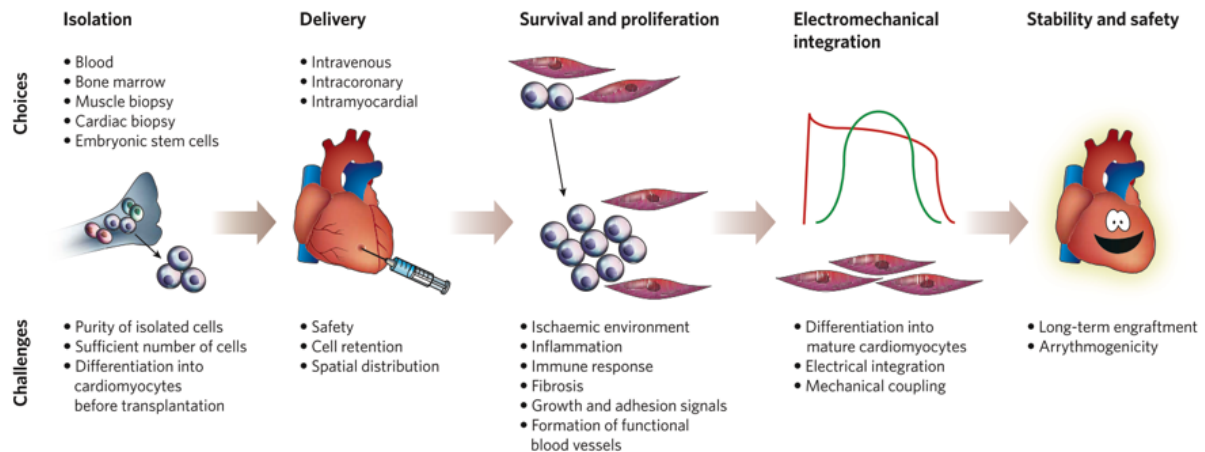 Isolation
Delivery
Survival and proliferation
Electromechanical
integration
Stability and safety
Choices
• Blood
• Bone marrow
• Muscle biopsy
• Cardiac biopsy
• Embryonic stem cells
• Intravenous
• Intracoronary
• Intramyocardial
Challenges
• Purity of isolated cells
• Sufficient number of cells
• Differentiation into
cardiomyocytes
before transplantation
• Safety
• Cell retention
• Spatial distribution
• Ischaemic environment
• Inflammation
• Immune response
• Fibrosis
• Growth and adhesion signals
• Formation of functional
blood vessels
• Differentiation into
mature cardiomyocytes
• Electrical integration
• Mechanical coupling
• Long-term engraftment
• Arrythmogenicity